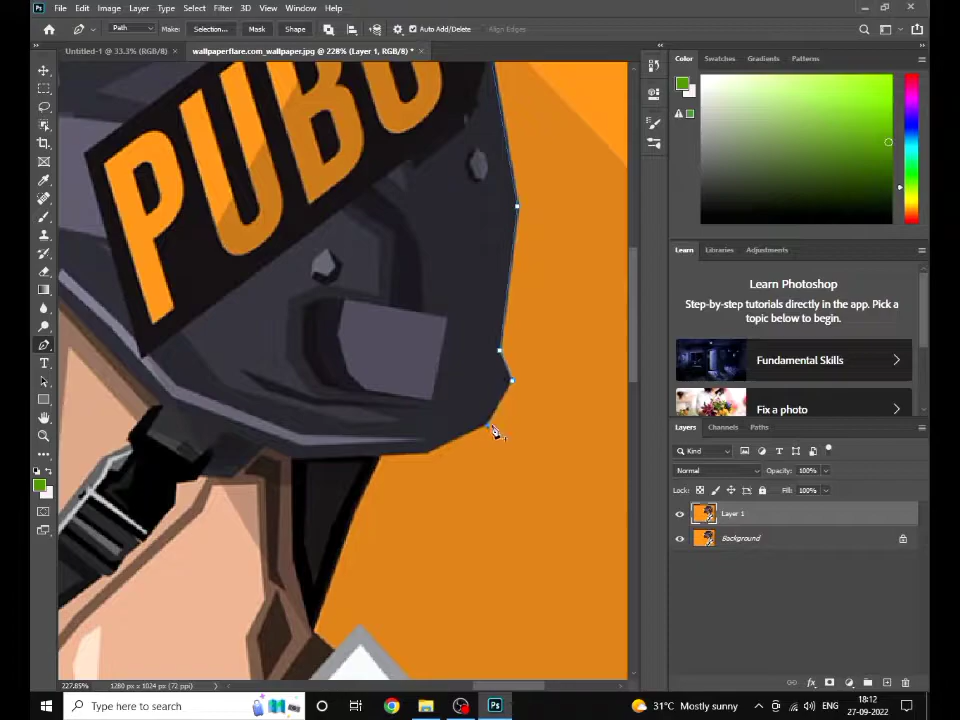 File Edit Image Layer Type Select Filter 3D View Window Help
Path Make: Selection... Mask Shape Auto Add/Delete Align Edges
Untitled-1 @ 33.3% (RGB/8) × wallpaperflare.com_wallpaper.jpg @ 228% (Layer 1, RGB/8) * ×
PUBG
Color Swatches Gradients Patterns
Learn Libraries Adjustments
Learn Photoshop
Step-by-step tutorials directly in the app. Pick a
topic below to begin.
Fundamental Skills
Fix a photo
Layers Channels Paths
Kind
Normal Opacity: 100%
Lock: Fill: 100%
Layer 1
Background
227.85% 1280 px x 1024 px (72 ppi)
Type here to search
31°C Mostly sunny
ENG
18:12
27-09-2022